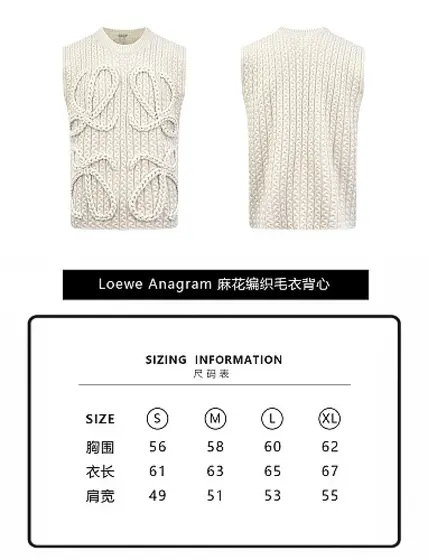 Loewe Anagram 麻花编织毛衣背心
SIZING INFORMATION
尺码表
SIZE S M L XL
胸围 56 58 60 62
衣长 61 63 65 67
肩宽 49 51 53 55